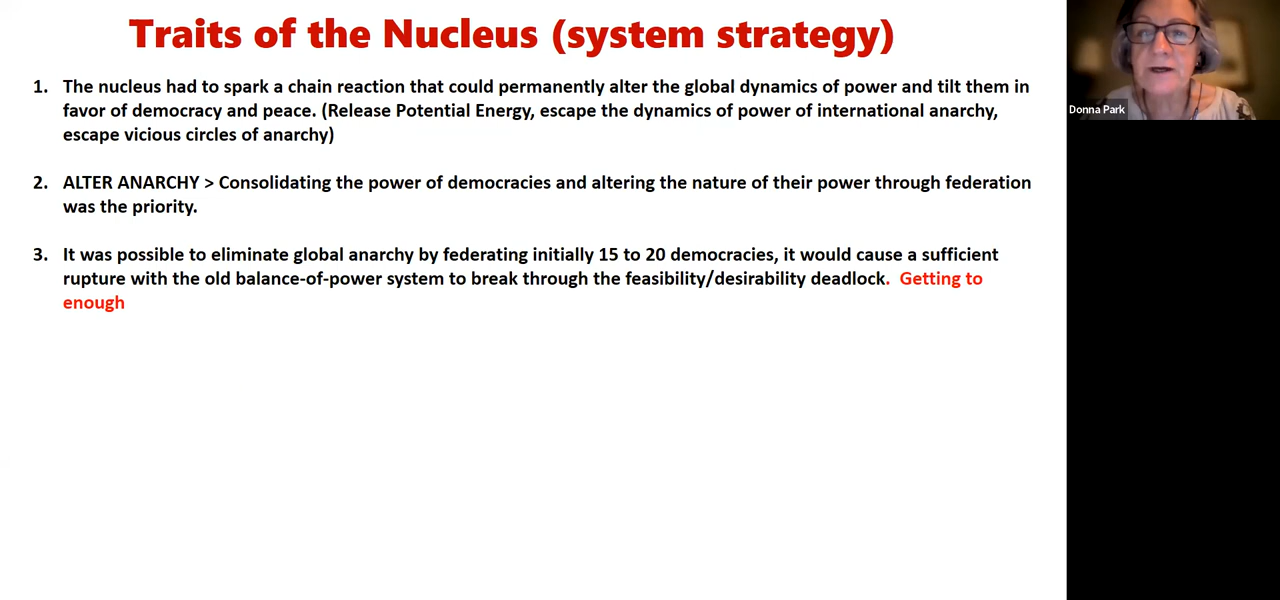 Traits of the Nucleus (system strategy)
1. The nucleus had to spark a chain reaction that could permanently alter the global dynamics of power and tilt them in
favor of democracy and peace. (Release Potential Energy, escape the dynamics of power of international anarchy,
escape vicious circles of anarchy)
2. ALTER ANARCHY > Consolidating the power of democracies and altering the nature of their power through federation
was the priority.
3. It was possible to eliminate global anarchy by federating initially 15 to 20 democracies, it would cause a sufficient
rupture with the old balance-of-power system to break through the feasibility/desirability deadlock. Getting to
enough
Donna Park